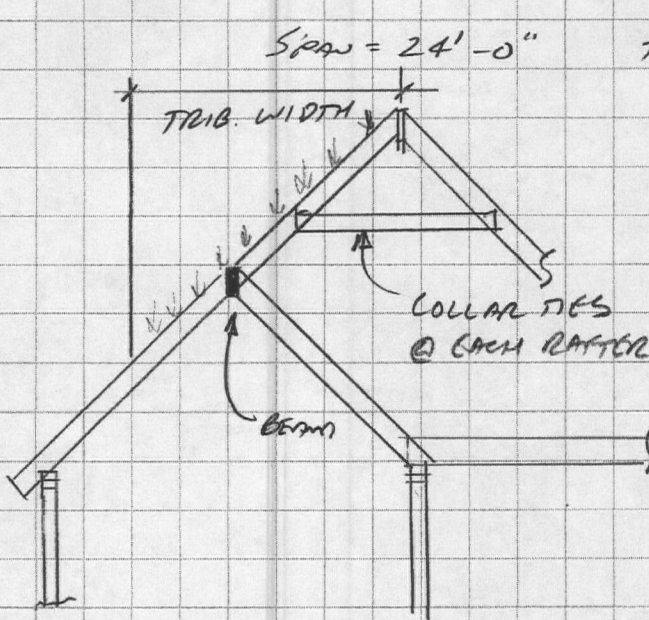 SPAN = 24'-0"
TRIB. WIDTH
COLLAR TIES
@ EACH RAFTER
BEAM